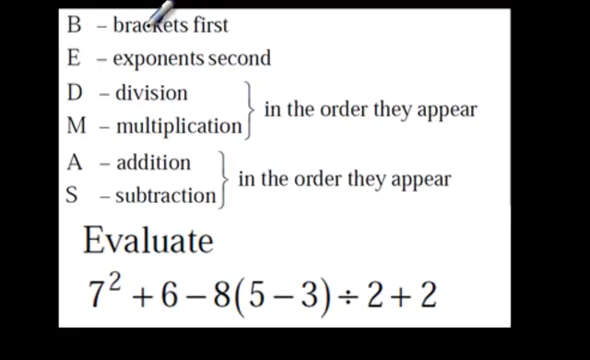 B – brackets first
E – exponents second
D – division
M – multiplication
in the order they appear
A – addition
S – subtraction
in the order they appear
Evaluate
7² + 6 − 8(5 − 3) ÷ 2 + 2